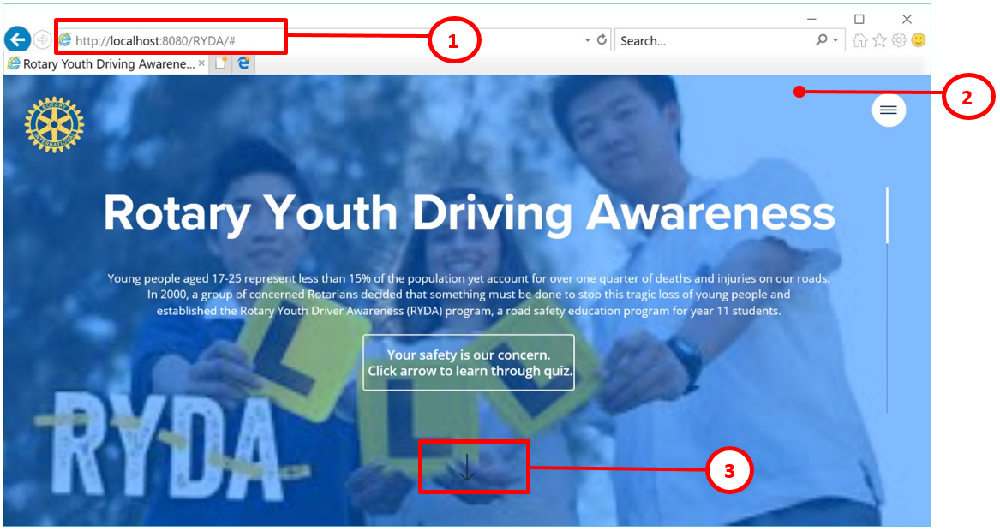 1
http://localhost:8080/RYDA/#
Search...
Rotary Youth Driving Awarene...
2
ROTARY
INTERNATIONAL
Rotary Youth Driving Awareness
Young people aged 17-25 represent less than 15% of the population yet account for over one quarter of deaths and injuries on our roads.
In 2000, a group of concerned Rotarians decided that something must be done to stop this tragic loss of young people and
established the Rotary Youth Driver Awareness (RYDA) program, a road safety education program for year 11 students.
Your safety is our concern.
Click arrow to learn through quiz.
L
L
L
RYDA
3